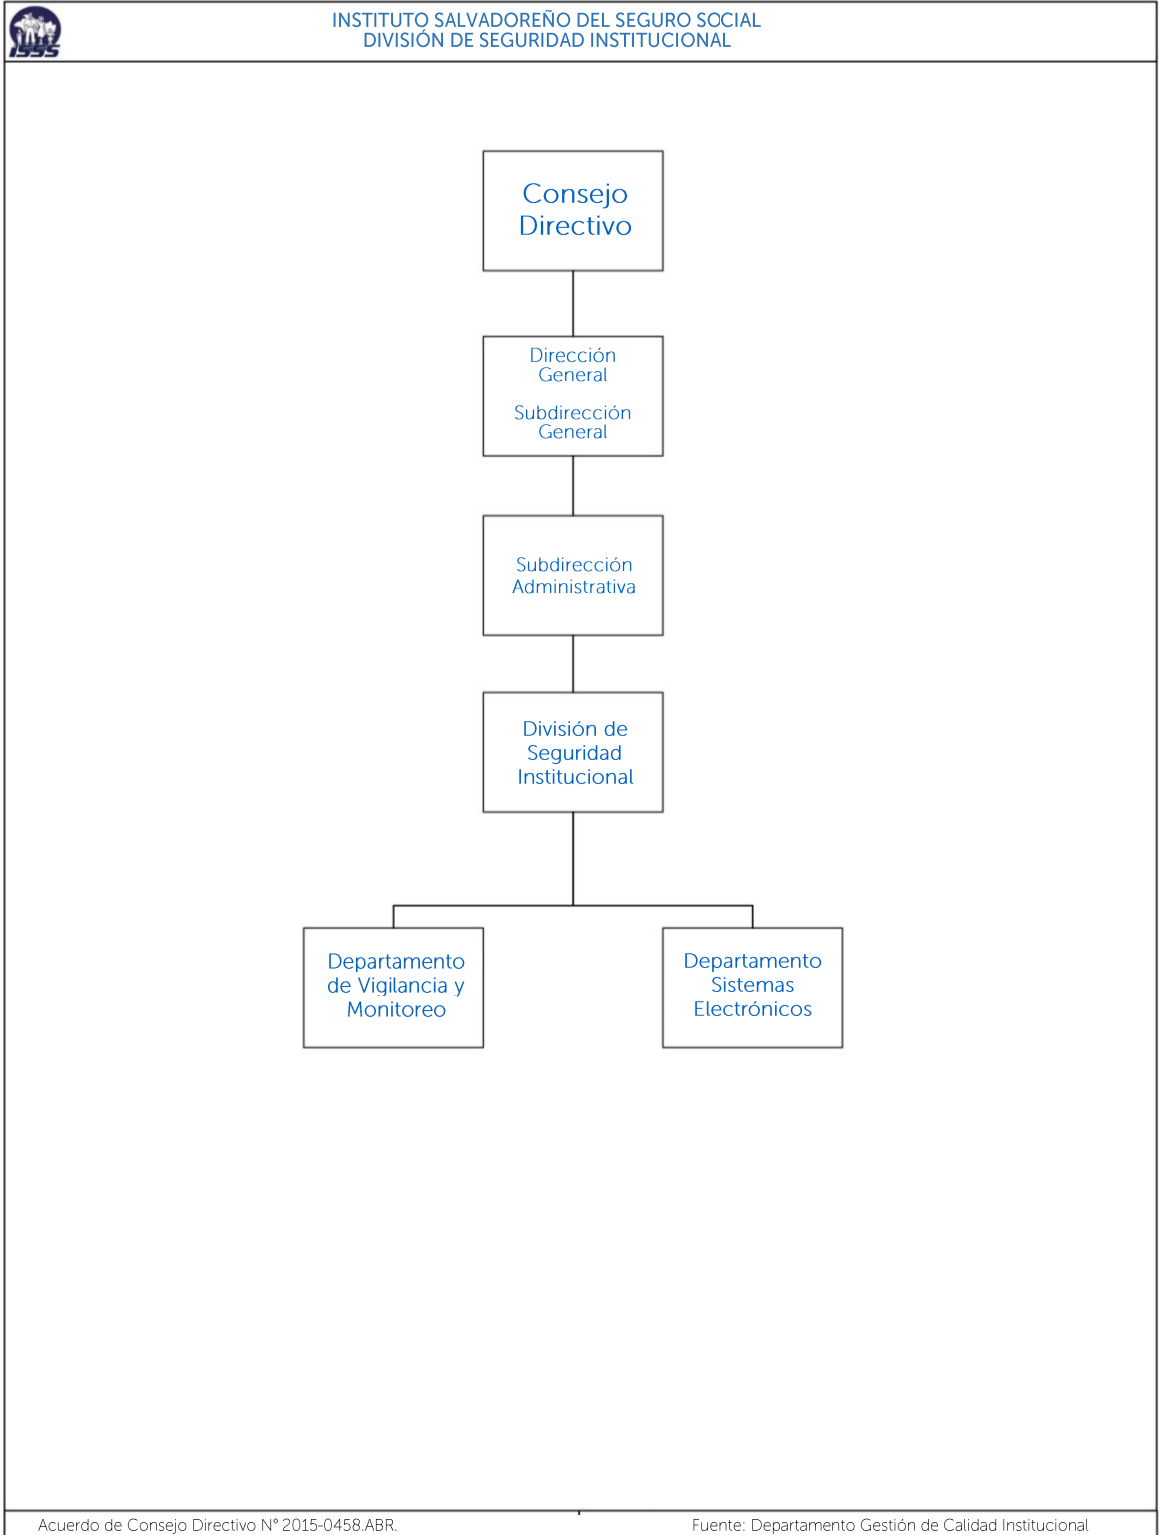 INSTITUTO SALVADOREÑO DEL SEGURO SOCIAL
DIVISIÓN DE SEGURIDAD INSTITUCIONAL
ISSS
Consejo
Directivo
Dirección
General
Subdirección
General
Subdirección
Administrativa
División de
Seguridad
Institucional
Departamento
de Vigilancia y
Monitoreo
Departamento
Sistemas
Electrónicos
Acuerdo de Consejo Directivo N° 2015-0458.ABR.
Fuente: Departamento Gestión de Calidad Institucional